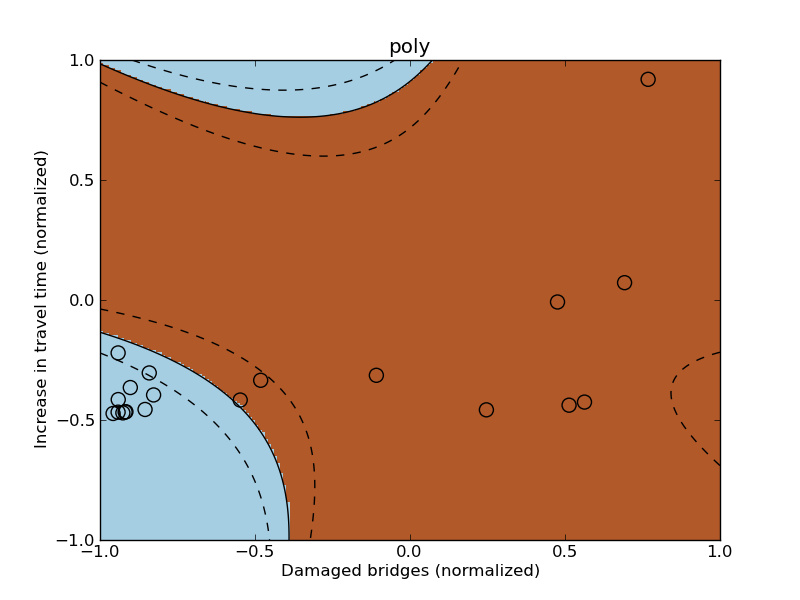 poly
1.0
0.5
0.0
−0.5
−1.0
Increase in travel time (normalized)
−1.0 −0.5 0.0 0.5 1.0
Damaged bridges (normalized)